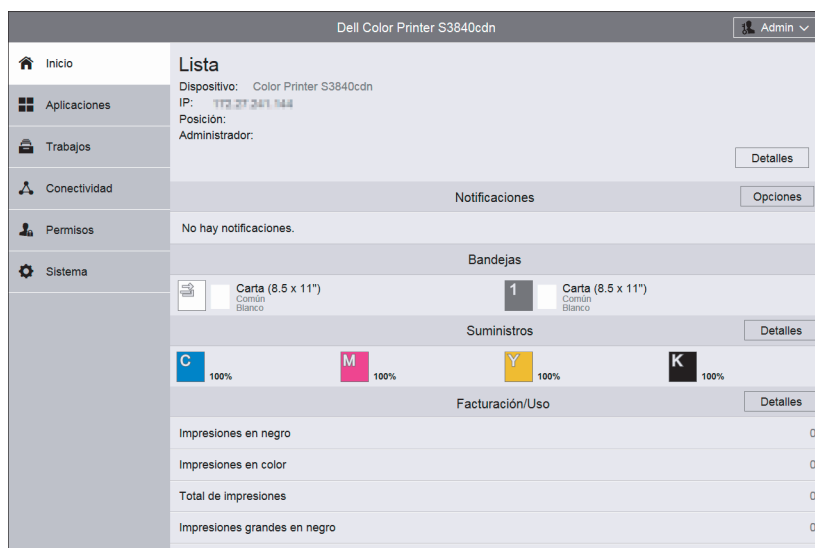 Dell Color Printer S3840cdn
Admin
Inicio
Aplicaciones
Trabajos
Conectividad
Permisos
Sistema
Lista
Dispositivo: Color Printer S3840cdn
IP:
Posición:
Administrador:
Detalles
Notificaciones
Opciones
No hay notificaciones.
Bandejas
Carta (8.5 x 11")
Común
Blanco
1
Carta (8.5 x 11")
Común
Blanco
Suministros
Detalles
C 100%
M 100%
Y 100%
K 100%
Facturación/Uso
Detalles
Impresiones en negro 0
Impresiones en color 0
Total de impresiones 0
Impresiones grandes en negro 0